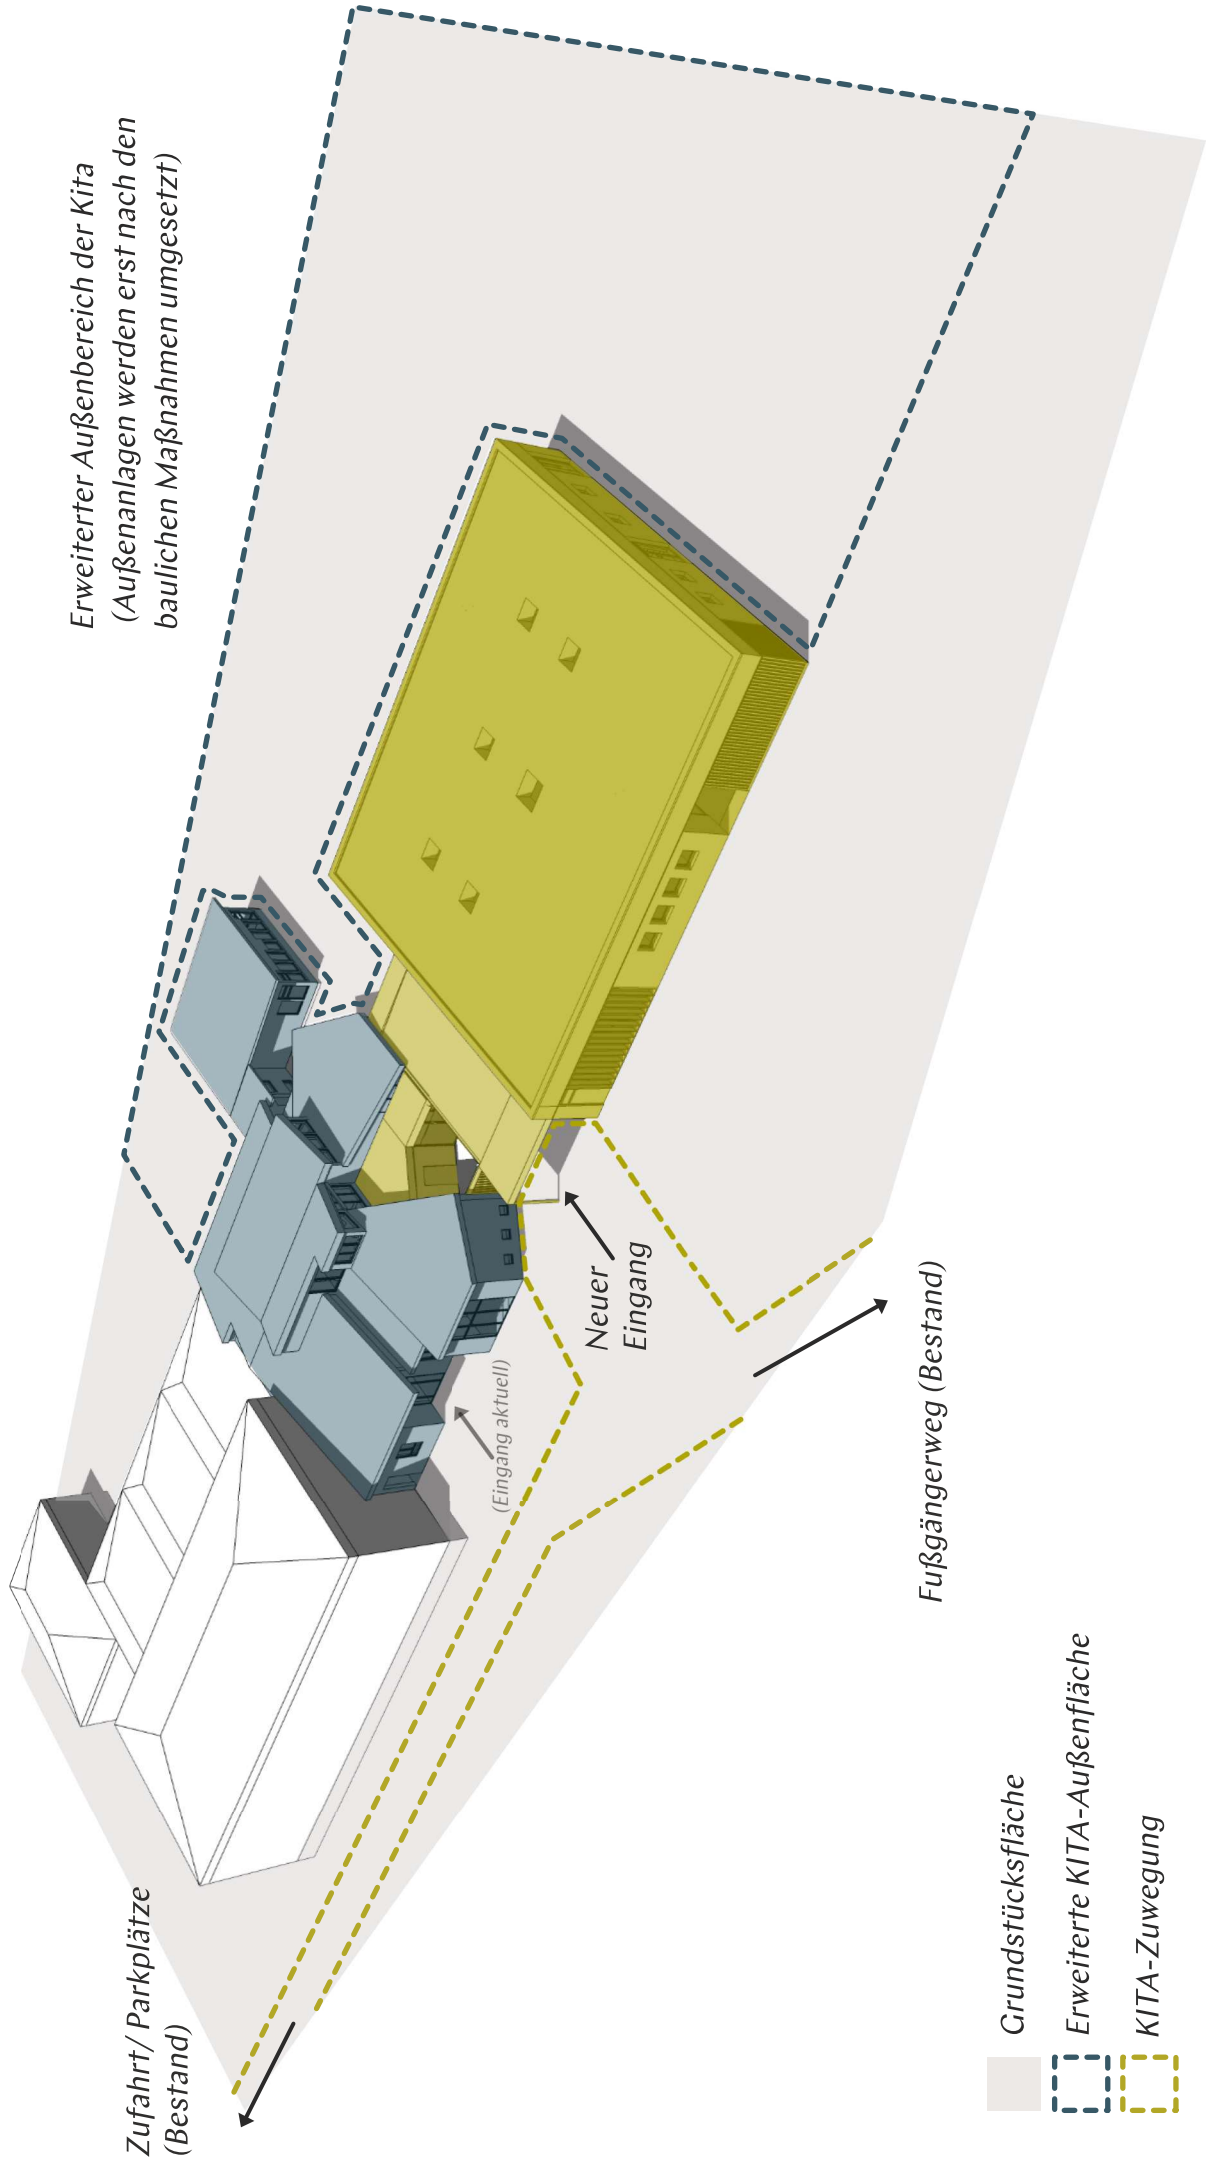 Erweiterter Außenbereich der Kita
(Außenanlagen werden erst nach den
baulichen Maßnahmen umgesetzt)
Zufahrt/ Parkplätze
(Bestand)
(Eingang aktuell)
Neuer
Eingang
Fußgängerweg (Bestand)
Grundstücksfläche
Erweiterte KITA-Außenfläche
KITA-Zuwegung